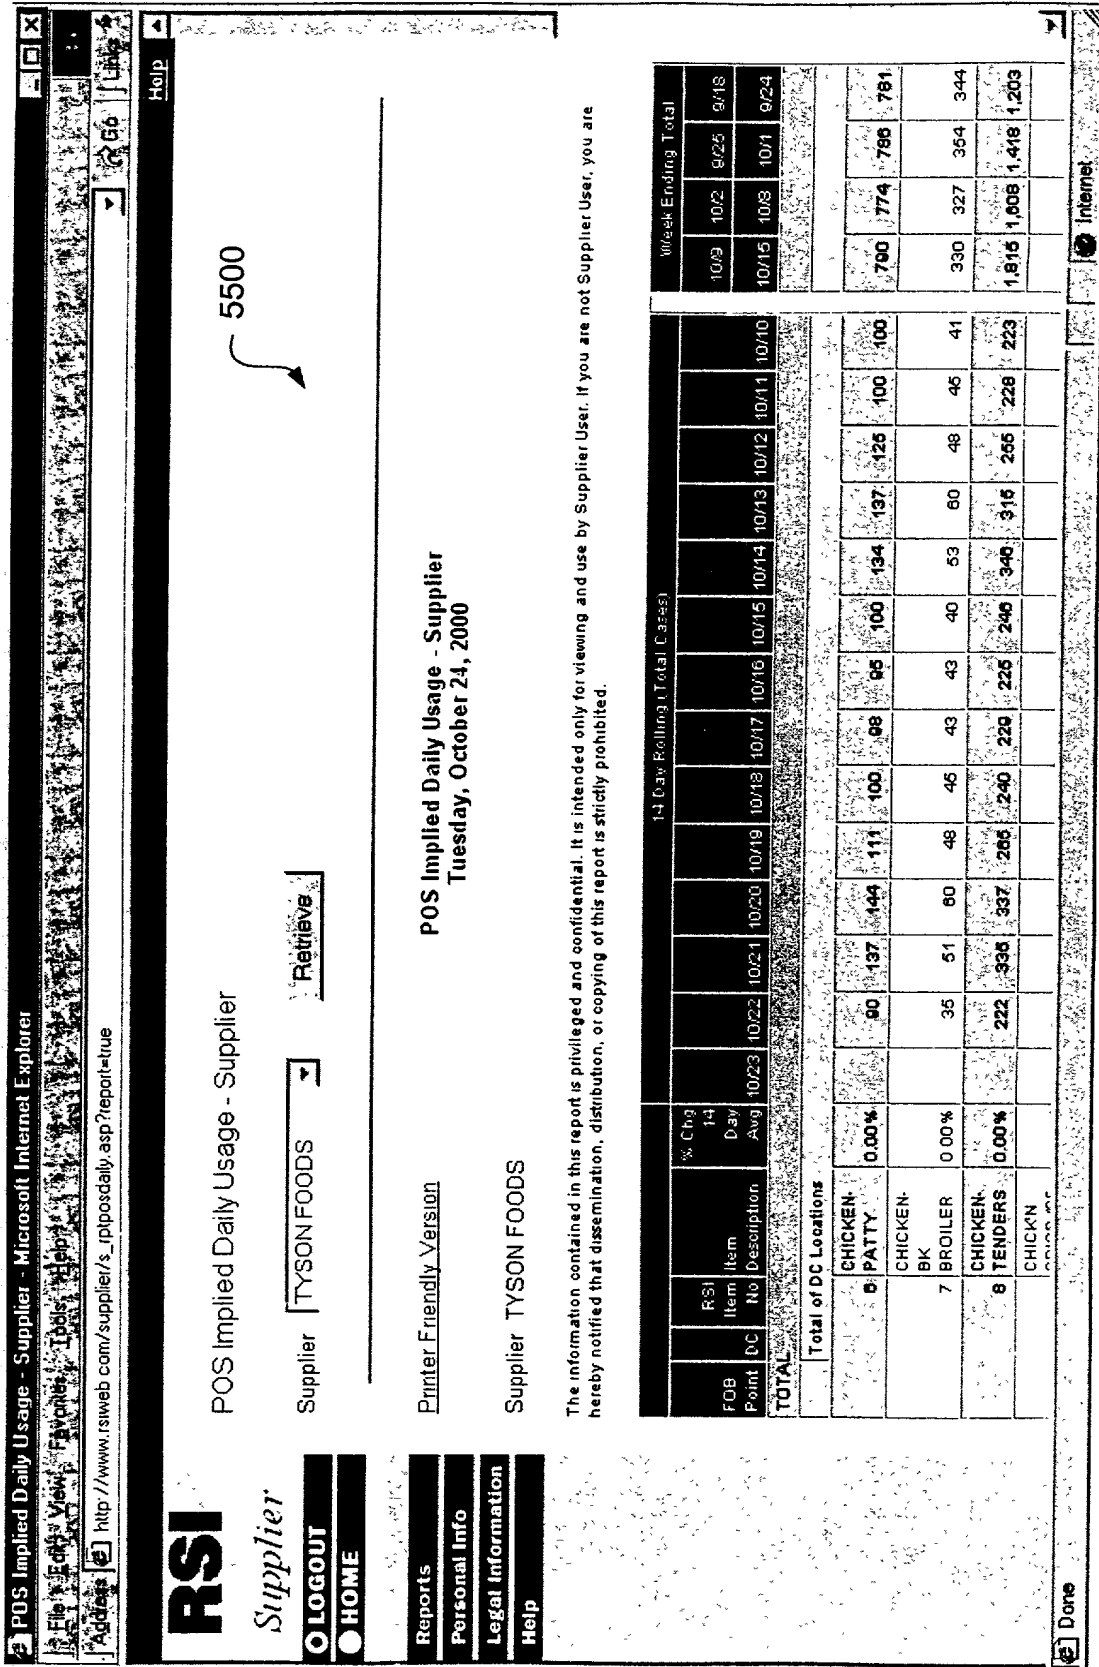 POS Implied Daily Usage - Supplier - Microsoft Internet Explorer
File Edit View Favorites Tools Help
Address http://www.rsiweb.com/supplier/s_rptposdaily.asp?report=true Go Links
Help
RSI
Supplier
LOGOUT
HOME
Reports
Personal Info
Legal Information
Help
POS Implied Daily Usage - Supplier
5500
Supplier TYSON FOODS Retrieve
Printer Friendly Version
POS Implied Daily Usage - Supplier
Tuesday, October 24, 2000
Supplier TYSON FOODS
The information contained in this report is privileged and confidential. It is intended only for viewing and use by Supplier User. If you are not Supplier User, you are
hereby notified that dissemination, distribution, or copying of this report is strictly prohibited.
14 Day Rolling (Total Cases) Week Ending Total
% Chg
RSI 14 10/9 10/2 9/25 9/18
FOB Item Item Day
Point DC No Description Avg 10/23 10/22 10/21 10/20 10/19 10/18 10/17 10/16 10/15 10/14 10/13 10/12 10/11 10/10 10/15 10/8 10/1 9/24
TOTAL
Total of DC Locations
CHICKEN-
6 PATTY 0.00% 90 137 144 111 100 98 95 100 134 137 125 100 100 790 774 786 781
CHICKEN-
BK
7 BROILER 0.00% 35 51 60 48 46 43 43 40 53 60 48 45 41 330 327 354 344
CHICKEN-
8 TENDERS 0.00% 222 335 337 265 240 229 225 246 346 315 255 228 223 1,815 1,608 1,418 1,203
CHICK'N
Done Internet